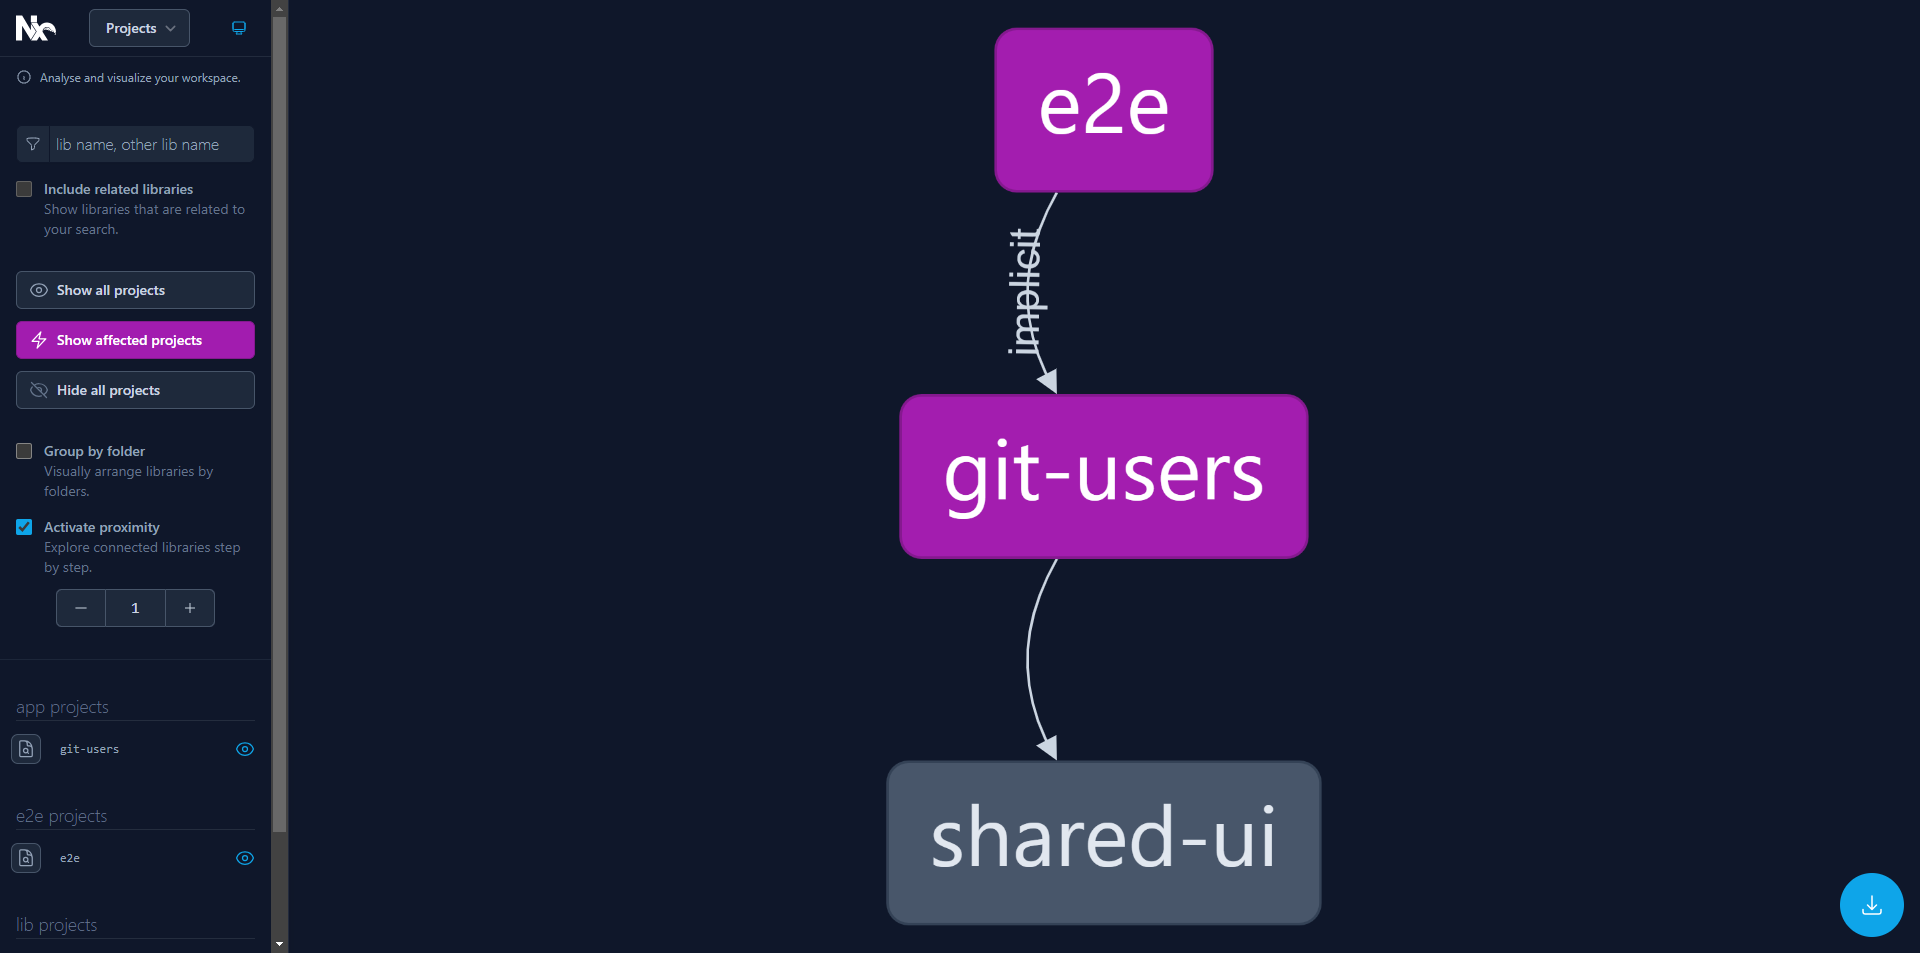 Nx
Projects
Analyse and visualize your workspace.
lib name, other lib name
Include related libraries
Show libraries that are related to
your search.
Show all projects
Show affected projects
Hide all projects
Group by folder
Visually arrange libraries by
folders.
Activate proximity
Explore connected libraries step
by step.
1
app projects
git-users
e2e projects
e2e
lib projects
e2e
implicit
git-users
shared-ui